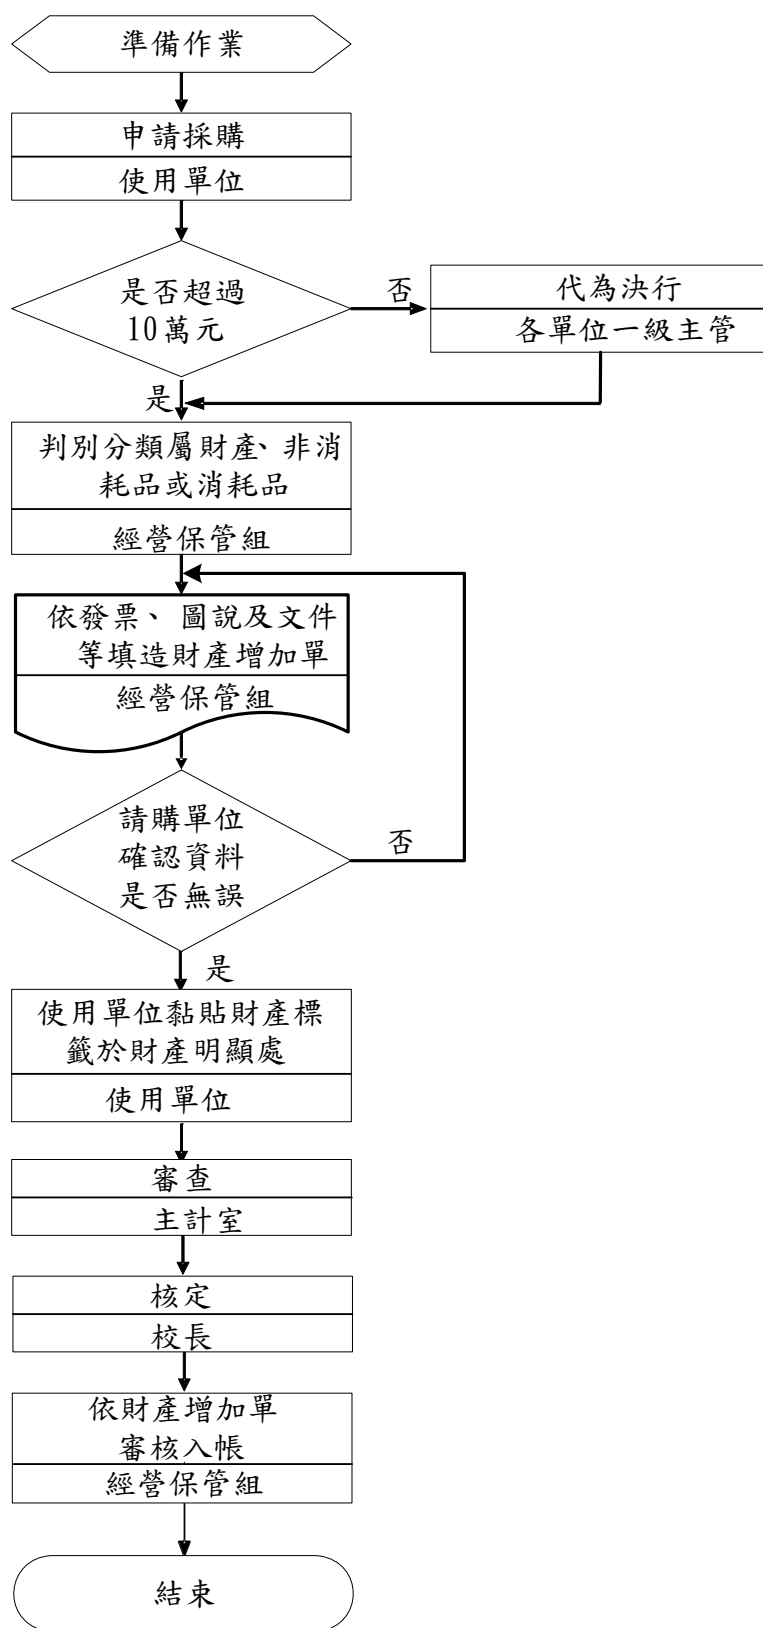 準備作業
申請採購
使用單位
是否超過
10萬元
否
代為決行
各單位一級主管
是
判別分類屬財產、非消
耗品或消耗品
經營保管組
依發票、圖說及文件
等填造財產增加單
經營保管組
請購單位
確認資料
是否無誤
否
是
使用單位黏貼財產標
籤於財產明顯處
使用單位
審查
主計室
核定
校長
依財產增加單
審核入帳
經營保管組
結束